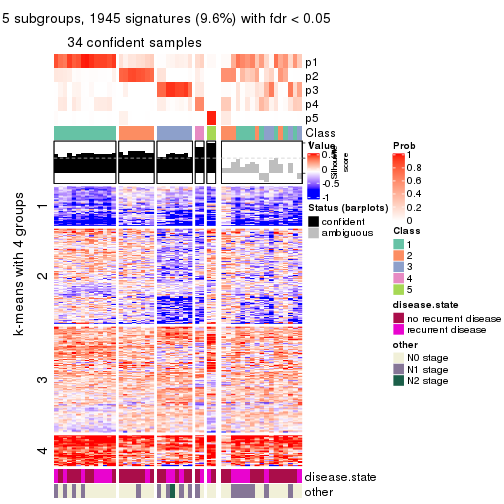 5 subgroups, 1945 signatures (9.6%) with fdr < 0.05
34 confident samples
p1
p2
p3
p4
p5
Class
1
2
3
4
k-means with 4 groups
disease.state
other
Value
-0.5
-1
Silhouette
score
Status (barplots)
confident
ambiguous
Prob
1
0.8
0.6
0.4
0.2
0
Class
1
2
3
4
5
disease.state
no recurrent disease
recurrent disease
other
N0 stage
N1 stage
N2 stage